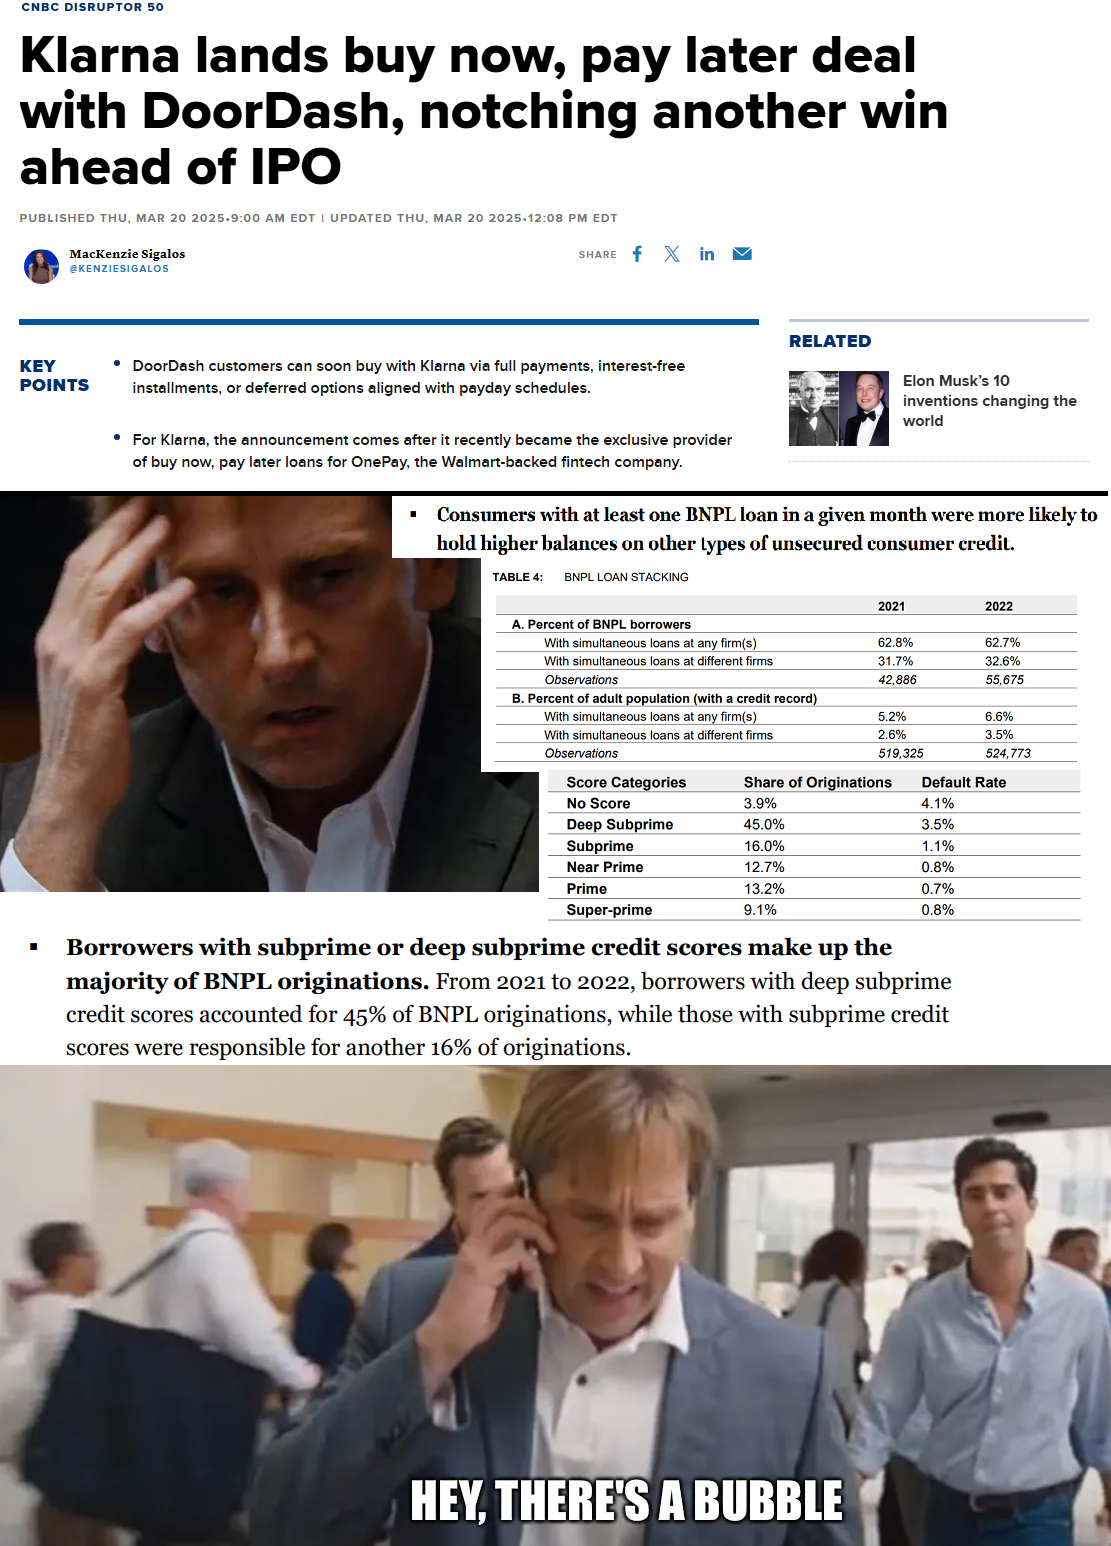 CNBC DISRUPTOR 50
Klarna lands buy now, pay later deal
with DoorDash, notching another win
ahead of IPO
PUBLISHED THU, MAR 20 2025•9:00 AM EDT | UPDATED THU, MAR 20 2025•12:08 PM EDT
MacKenzie Sigalos
@KENZIESIGALOS
SHARE
KEY
POINTS
• DoorDash customers can soon buy with Klarna via full payments, interest-free
installments, or deferred options aligned with payday schedules.
• For Klarna, the announcement comes after it recently became the exclusive provider
of buy now, pay later loans for OnePay, the Walmart-backed fintech company.
RELATED
Elon Musk's 10
inventions changing the
world
▪ Consumers with at least one BNPL loan in a given month were more likely to
hold higher balances on other types of unsecured consumer credit.
TABLE 4: BNPL LOAN STACKING
2021 2022
A. Percent of BNPL borrowers
With simultaneous loans at any firm(s) 62.8% 62.7%
With simultaneous loans at different firms 31.7% 32.6%
Observations 42,886 55,675
B. Percent of adult population (with a credit record)
With simultaneous loans at any firm(s) 5.2% 6.6%
With simultaneous loans at different firms 2.6% 3.5%
Observations 519,325 524,773
Score Categories Share of Originations Default Rate
No Score 3.9% 4.1%
Deep Subprime 45.0% 3.5%
Subprime 16.0% 1.1%
Near Prime 12.7% 0.8%
Prime 13.2% 0.7%
Super-prime 9.1% 0.8%
▪ Borrowers with subprime or deep subprime credit scores make up the
majority of BNPL originations. From 2021 to 2022, borrowers with deep subprime
credit scores accounted for 45% of BNPL originations, while those with subprime credit
scores were responsible for another 16% of originations.
HEY, THERE'S A BUBBLE